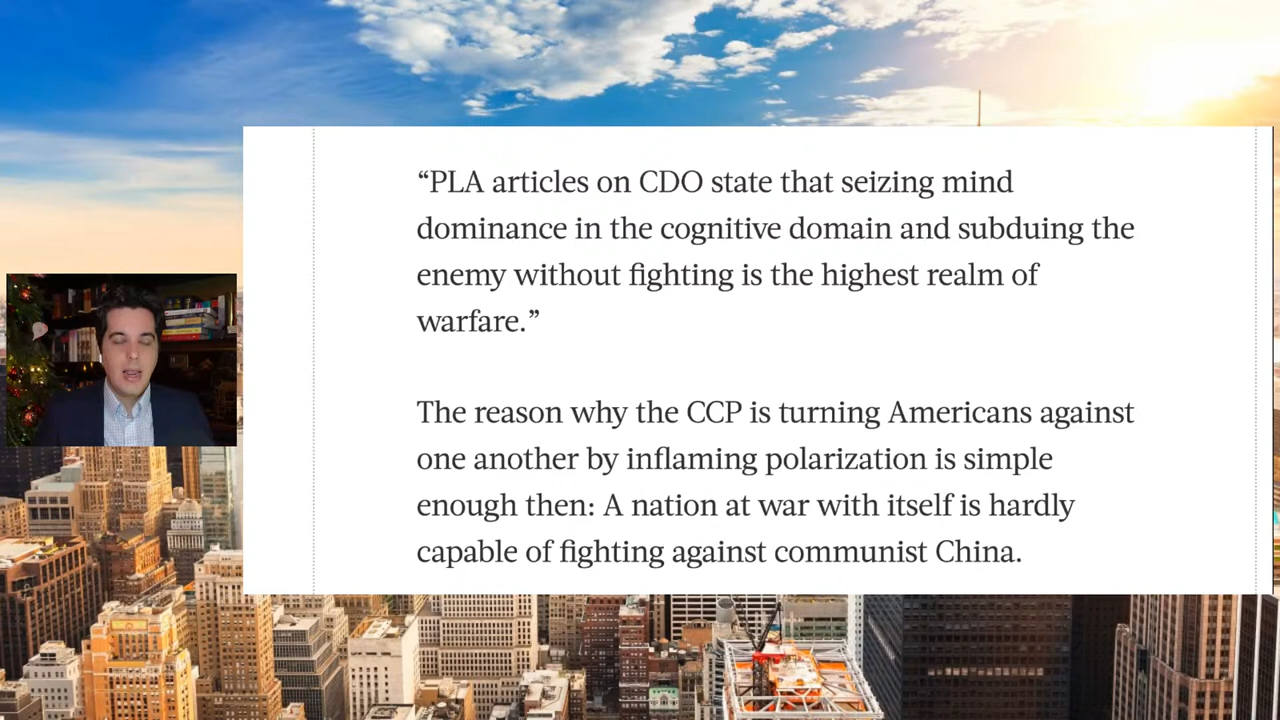 “PLA articles on CDO state that seizing mind
dominance in the cognitive domain and subduing the
enemy without fighting is the highest realm of
warfare.”
The reason why the CCP is turning Americans against
one another by inflaming polarization is simple
enough then: A nation at war with itself is hardly
capable of fighting against communist China.